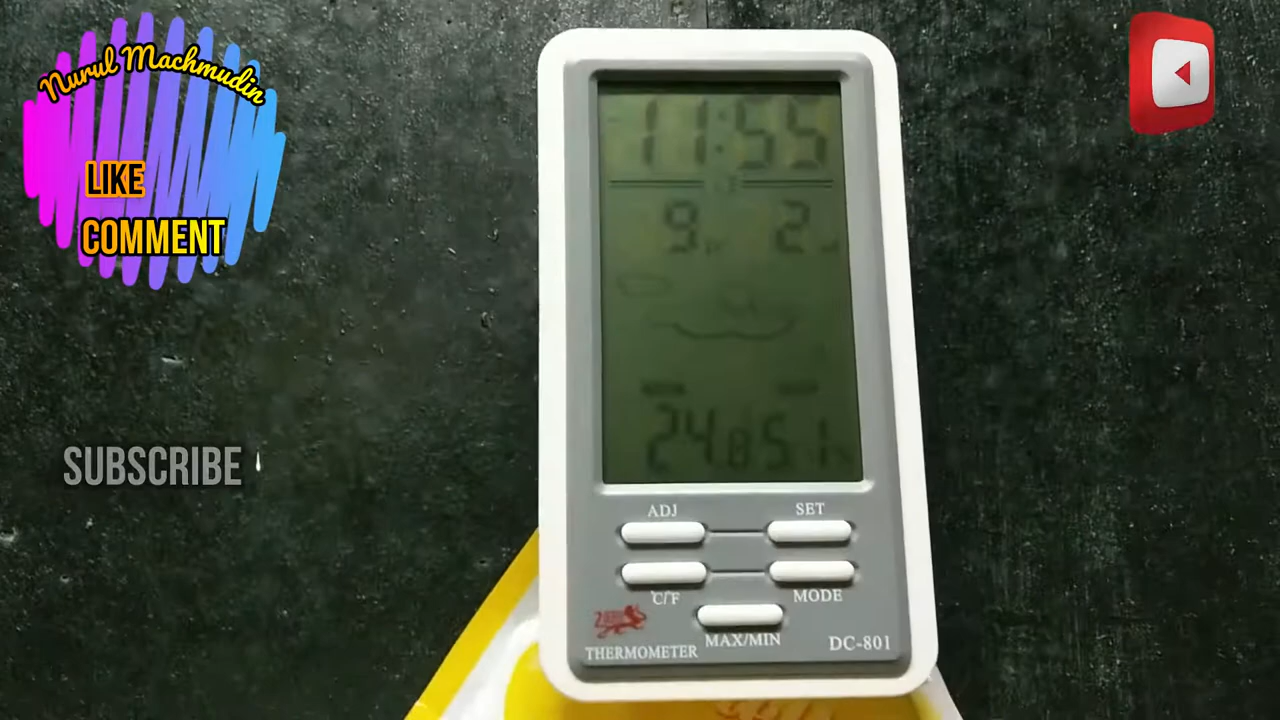 Nurul Machmudin
LIKE
COMMENT
SUBSCRIBE
11:55
9 2
24.8 51
ADJ SET
°C/°F MODE
MAX/MIN
THERMOMETER DC-801